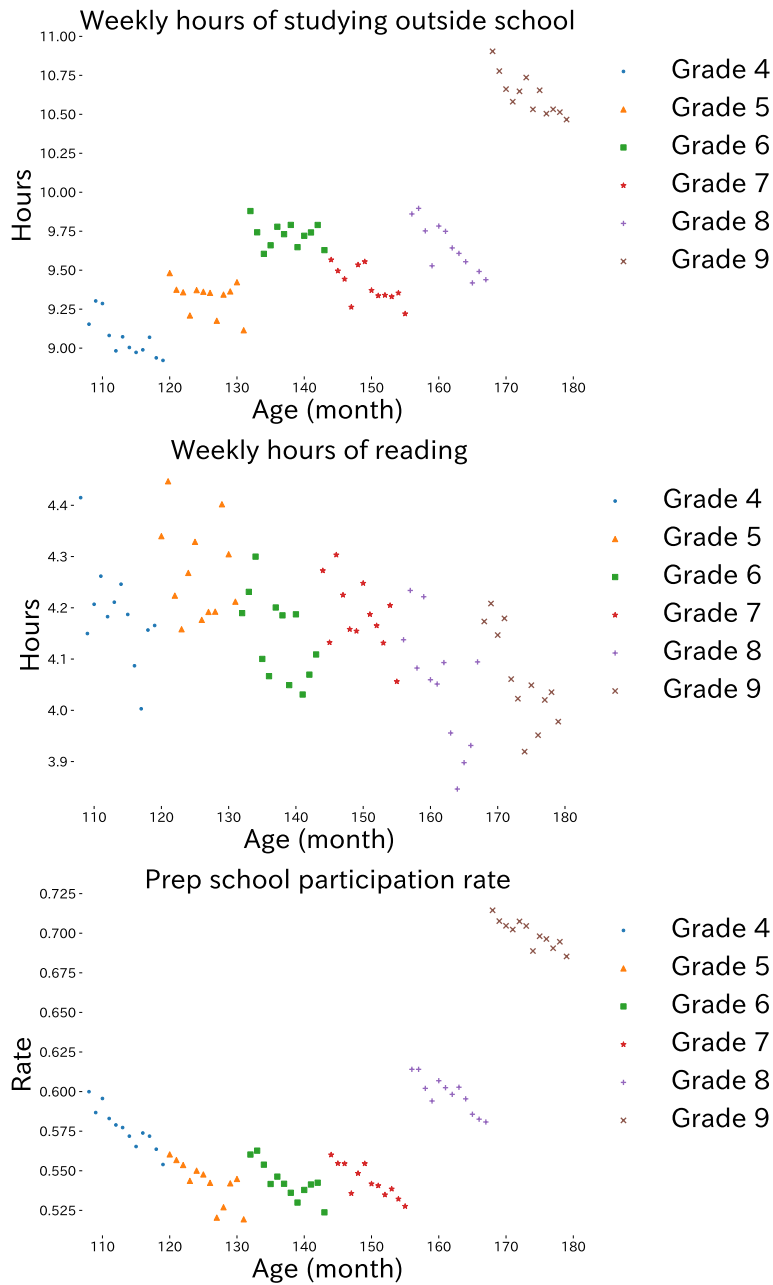 Weekly hours of studying outside school
11.00
10.75
10.50
10.25
10.00
9.75
9.50
9.25
9.00
Hours
110 120 130 140 150 160 170 180
Age (month)
Grade 4
Grade 5
Grade 6
Grade 7
Grade 8
Grade 9
Weekly hours of reading
4.4
4.3
4.2
4.1
4.0
3.9
Hours
110 120 130 140 150 160 170 180
Age (month)
Grade 4
Grade 5
Grade 6
Grade 7
Grade 8
Grade 9
Prep school participation rate
0.725
0.700
0.675
0.650
0.625
0.600
0.575
0.550
0.525
Rate
110 120 130 140 150 160 170 180
Age (month)
Grade 4
Grade 5
Grade 6
Grade 7
Grade 8
Grade 9